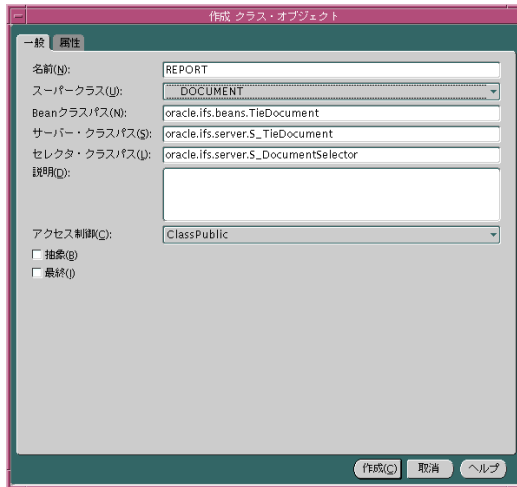 作成 クラス・オブジェクト
一般 属性
名前(N): REPORT
スーパークラス(U): DOCUMENT
Beanクラスパス(N): oracle.ifs.beans.TieDocument
サーバー・クラスパス(S): oracle.ifs.server.S_TieDocument
セレクタ・クラスパス(L): oracle.ifs.server.S_DocumentSelector
説明(D):
アクセス制御(C): ClassPublic
抽象(B)
最終(I)
作成(C) 取消 ヘルプ